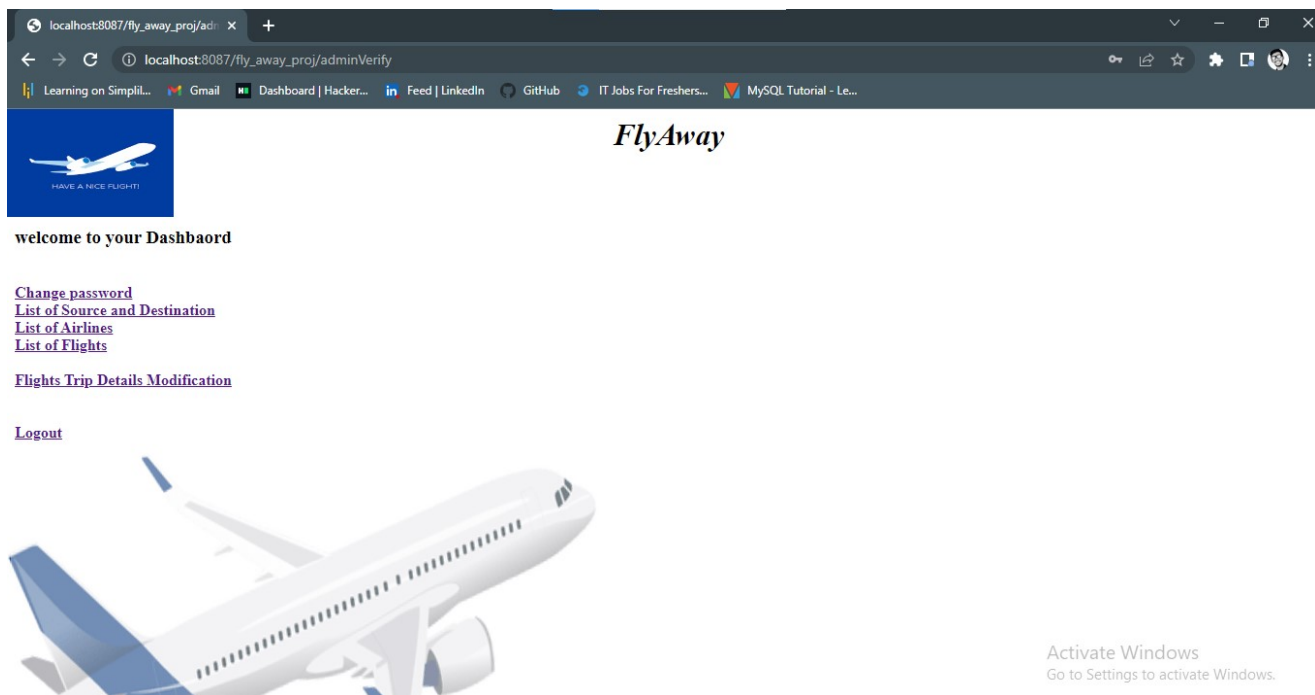 localhost:8087/fly_away_proj/adn
localhost:8087/fly_away_proj/adminVerify
Learning on Simplil... Gmail Dashboard | Hacker... Feed | LinkedIn GitHub IT Jobs For Freshers... MySQL Tutorial - Le...
FlyAway
HAVE A NICE FLIGHT!
welcome to your Dashbaord
Change password
List of Source and Destination
List of Airlines
List of Flights
Flights Trip Details Modification
Logout
Activate Windows
Go to Settings to activate Windows.